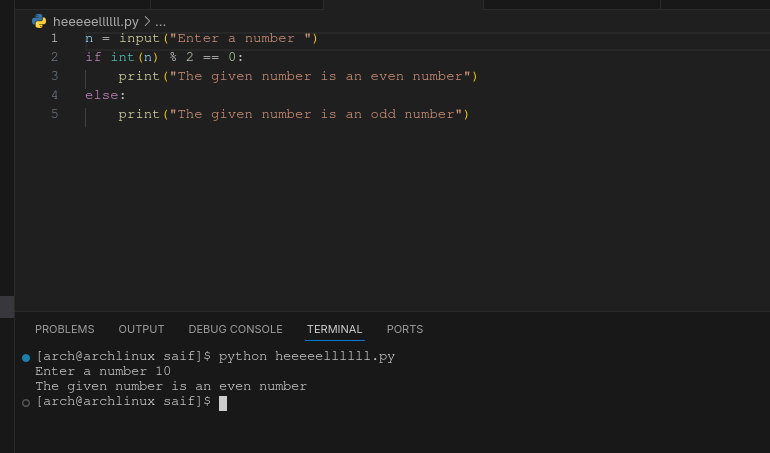 heeeeellllll.py > ...
1 n = input("Enter a number ")
2 if int(n) % 2 == 0:
3     print("The given number is an even number")
4 else:
5     print("The given number is an odd number")
PROBLEMS OUTPUT DEBUG CONSOLE TERMINAL PORTS
[arch@archlinux saif]$ python heeeeellllll.py
Enter a number 10
The given number is an even number
[arch@archlinux saif]$